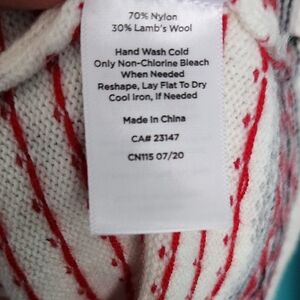 70% Nylon
30% Lamb's Wool
Hand Wash Cold
Only Non-Chlorine Bleach
When Needed
Reshape, Lay Flat To Dry
Cool Iron, If Needed
Made in China
CA# 23147
CN115 07/20